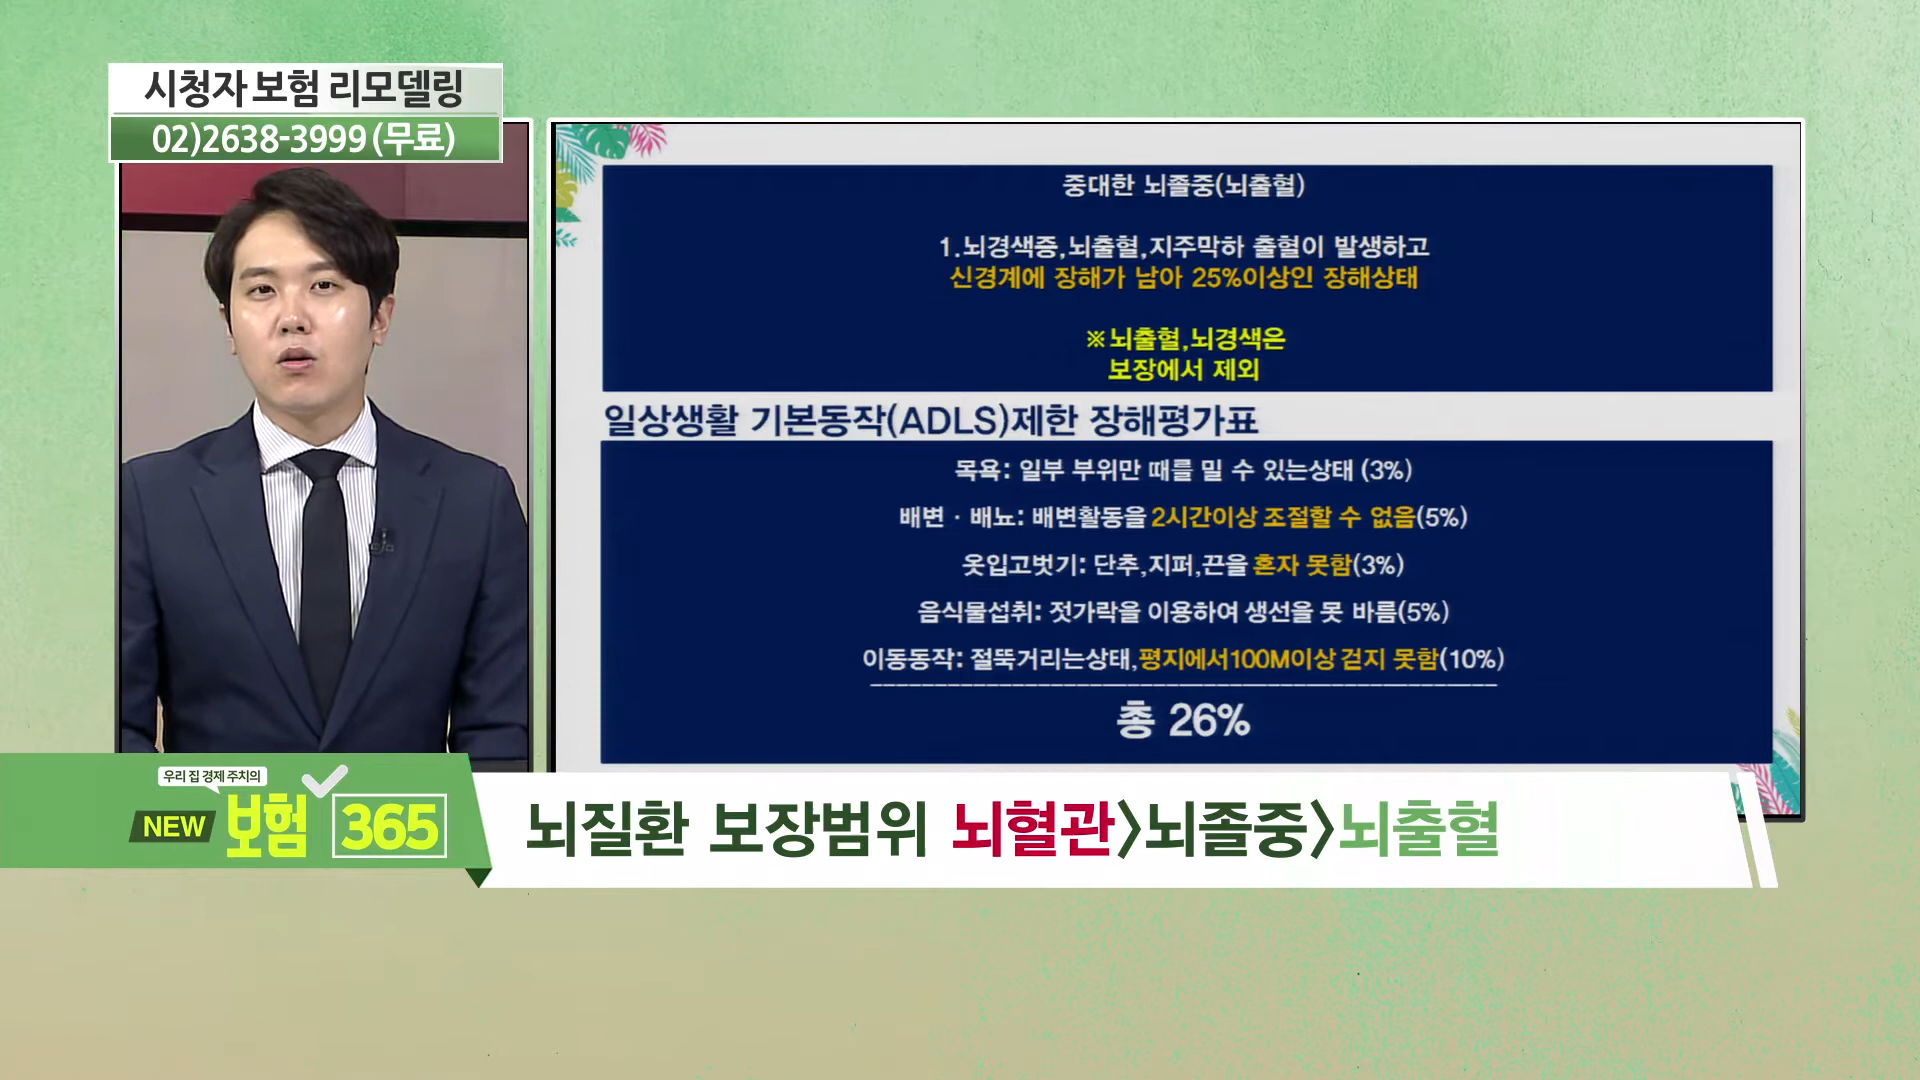 시청자 보험 리모델링
02)2638-3999 (무료)
중대한 뇌졸중(뇌출혈)
1.뇌경색증,뇌출혈,지주막하 출혈이 발생하고
신경계에 장해가 남아 25%이상인 장해상태
※뇌출혈,뇌경색은
보장에서 제외
일상생활 기본동작(ADLS)제한 장해평가표
목욕: 일부 부위만 때를 밀 수 있는상태 (3%)
배변 · 배뇨: 배변활동을 2시간이상 조절할 수 없음(5%)
옷입고벗기: 단추,지퍼,끈을 혼자 못함(3%)
음식물섭취: 젓가락을 이용하여 생선을 못 바름(5%)
이동동작: 절뚝거리는상태,평지에서100M이상 걷지 못함(10%)
총 26%
우리 집 경제 주치의
NEW 보험 365
뇌질환 보장범위 뇌혈관>뇌졸중>뇌출혈